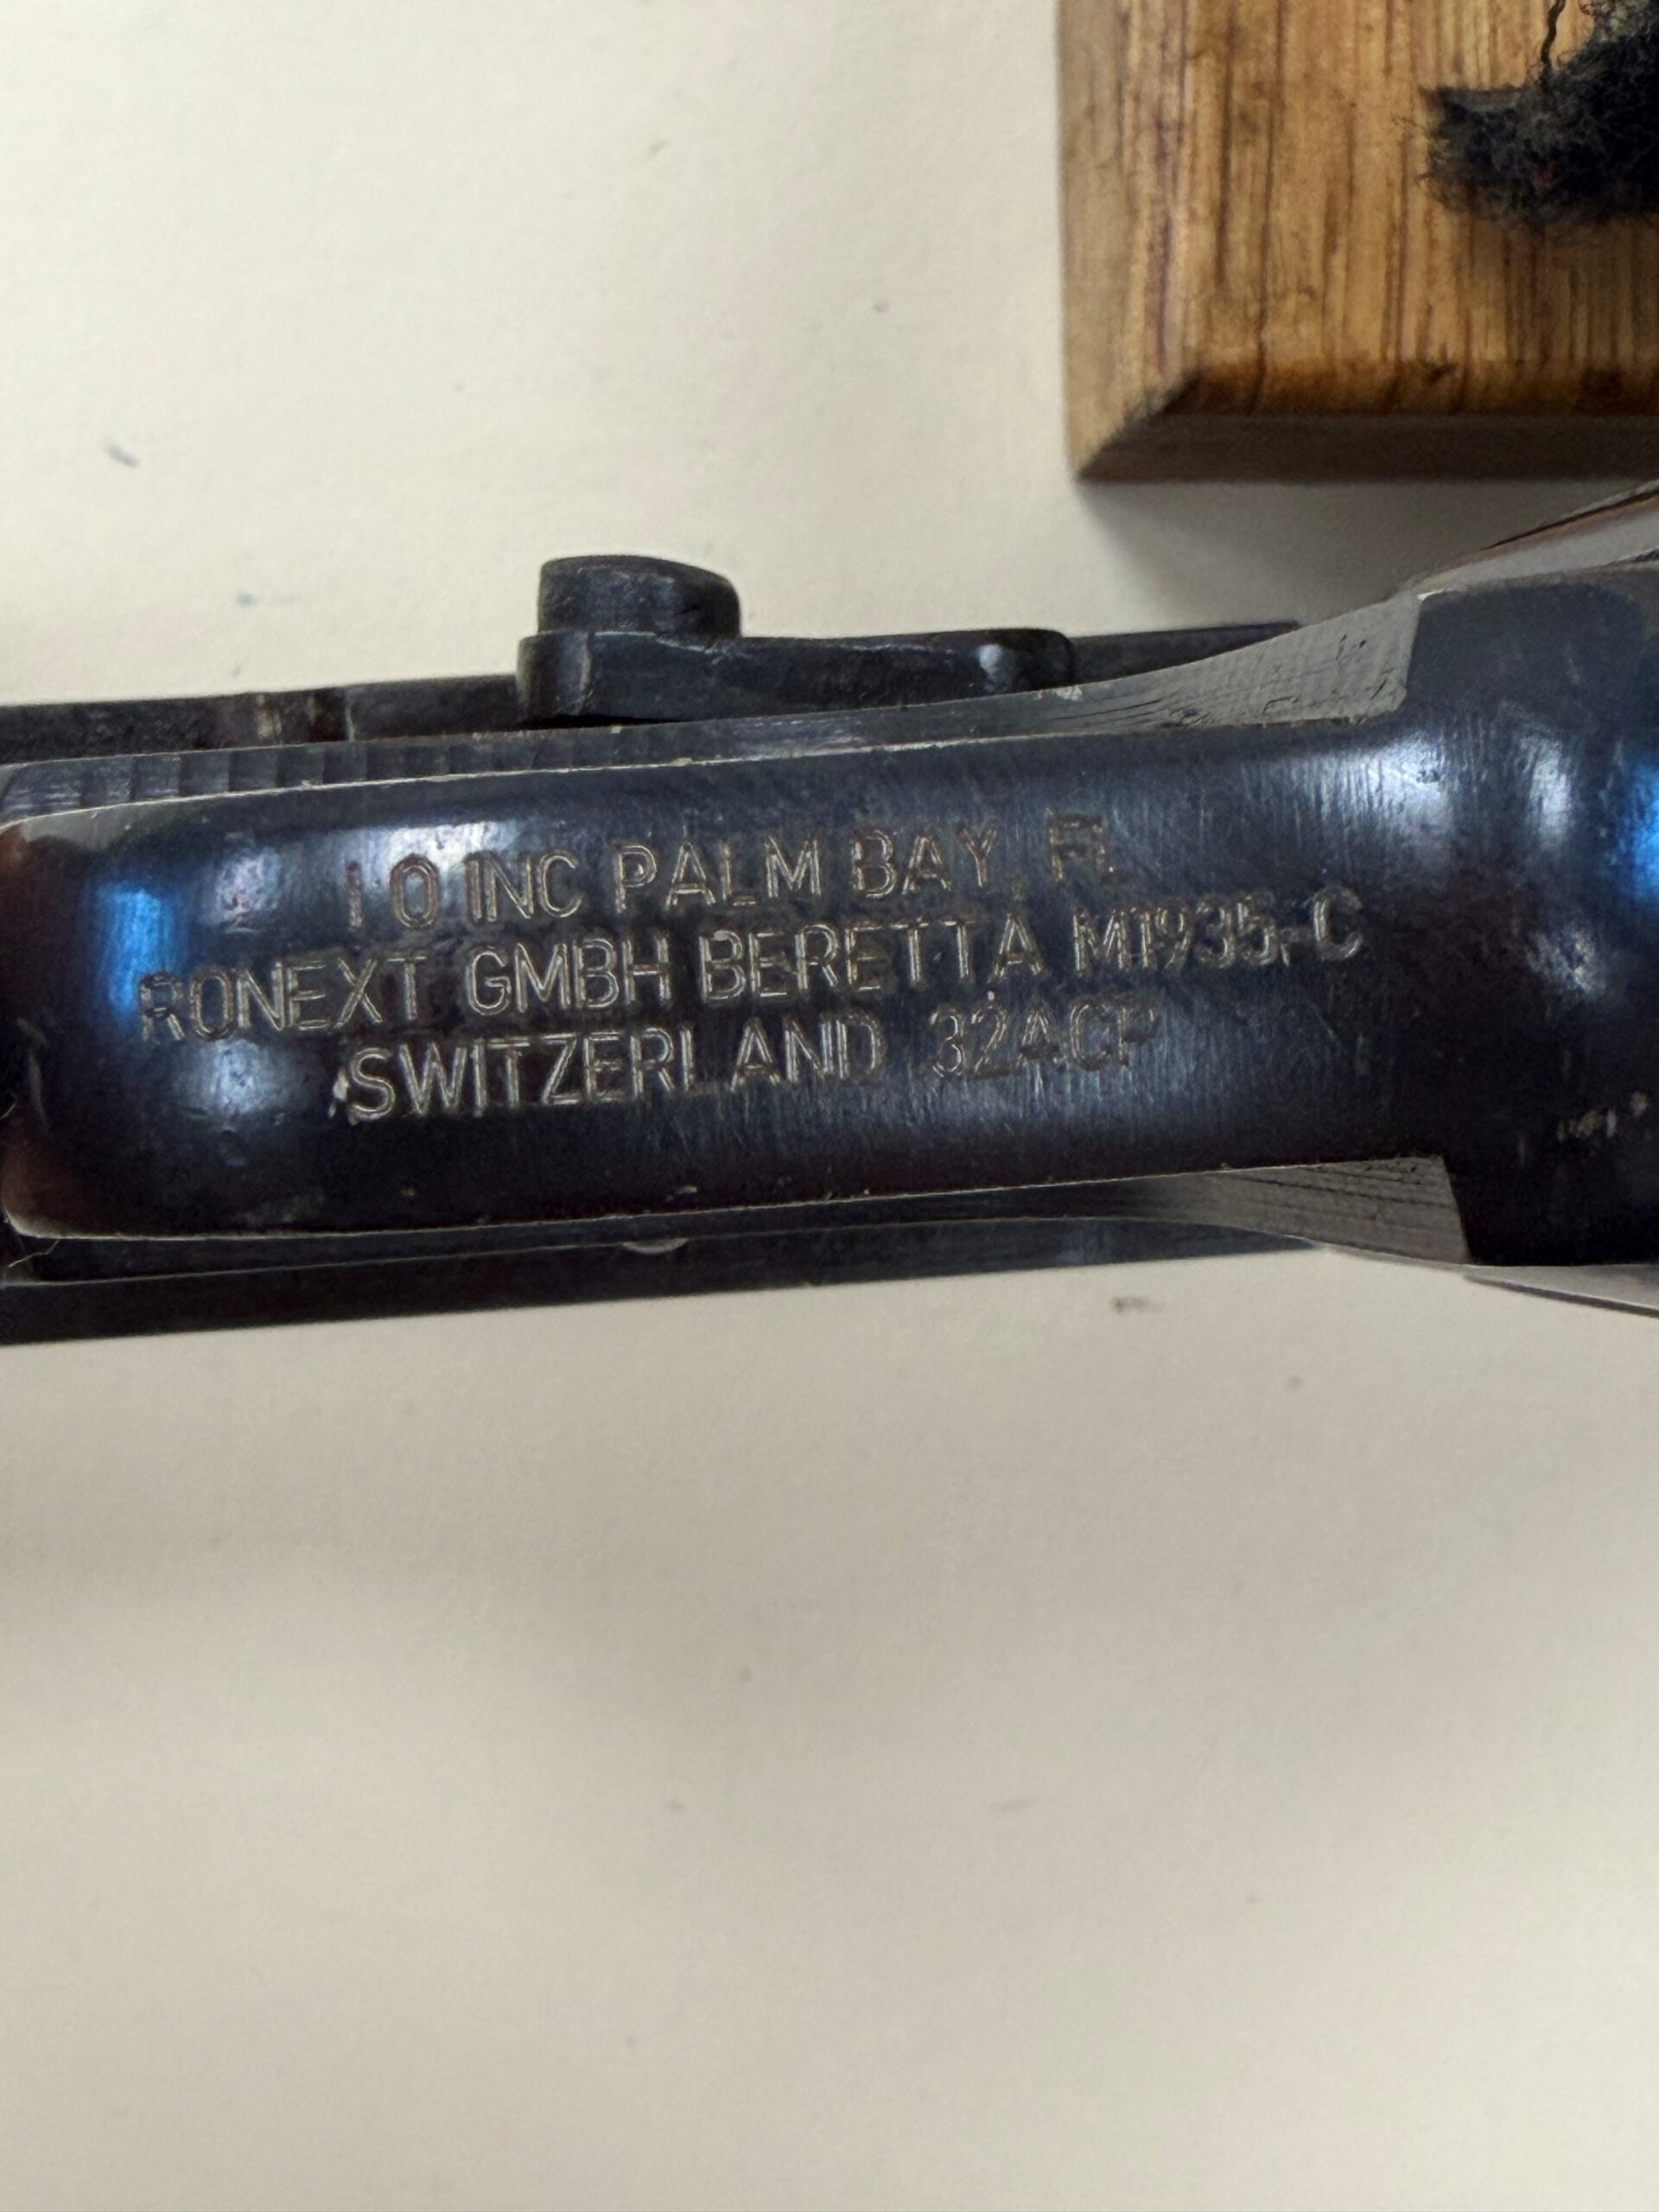 I O INC PALM BAY, FL
RONEXT GMBH BERETTA M1935-C
SWITZERLAND .32ACP